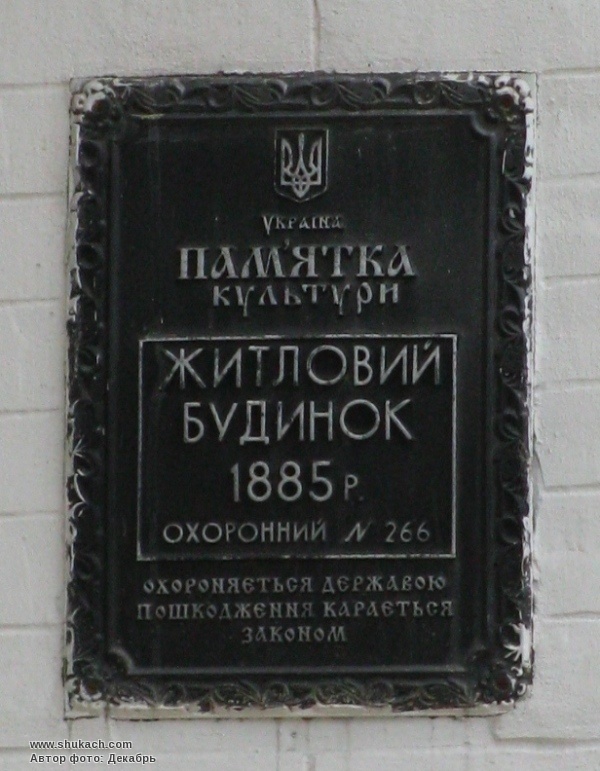 УКРАЇНА
ПАМ'ЯТКА
КУЛЬТУРИ
ЖИТЛОВИЙ
БУДИНОК
1885 р.
ОХОРОННИЙ N 266
ОХОРОНЯЄТЬСЯ ДЕРЖАВОЮ
ПОШКОДЖЕННЯ КАРАЄТЬСЯ
ЗАКОНОМ
www.shukach.com
Автор фото: Декабрь